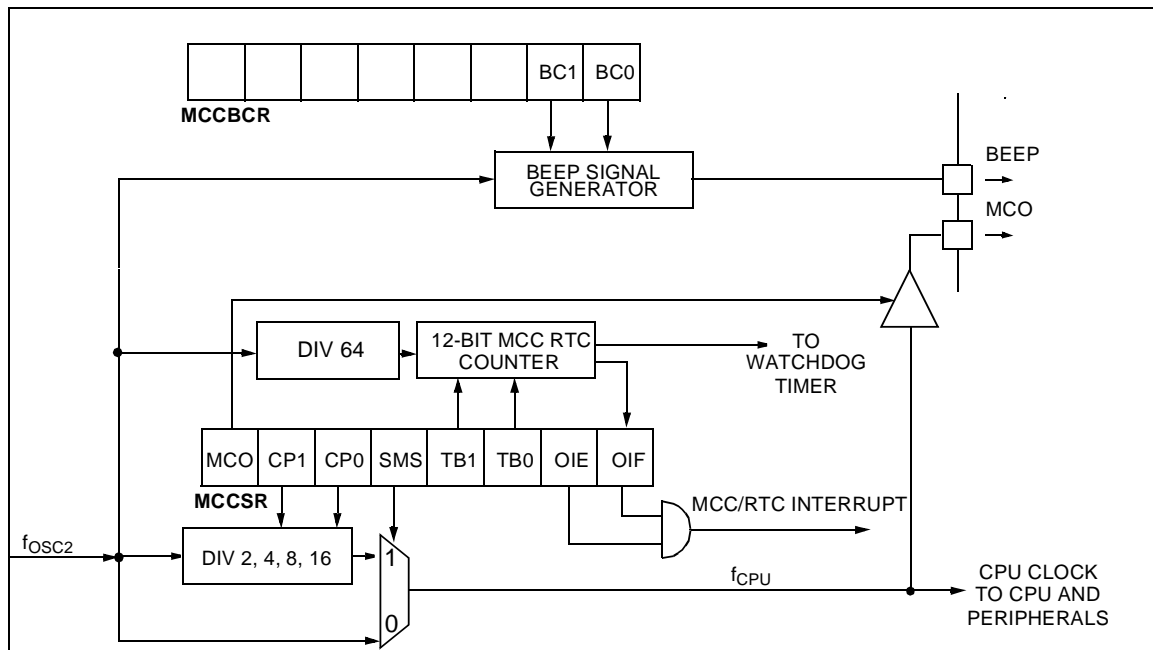 BC1 BC0
MCCBCR
BEEP SIGNAL
GENERATOR
BEEP
MCO
DIV 64
12-BIT MCC RTC
COUNTER
TO
WATCHDOG
TIMER
MCO CP1 CP0 SMS TB1 TB0 OIE OIF
MCCSR
MCC/RTC INTERRUPT
fOSC2
DIV 2, 4, 8, 16
1
0
fCPU
CPU CLOCK
TO CPU AND
PERIPHERALS